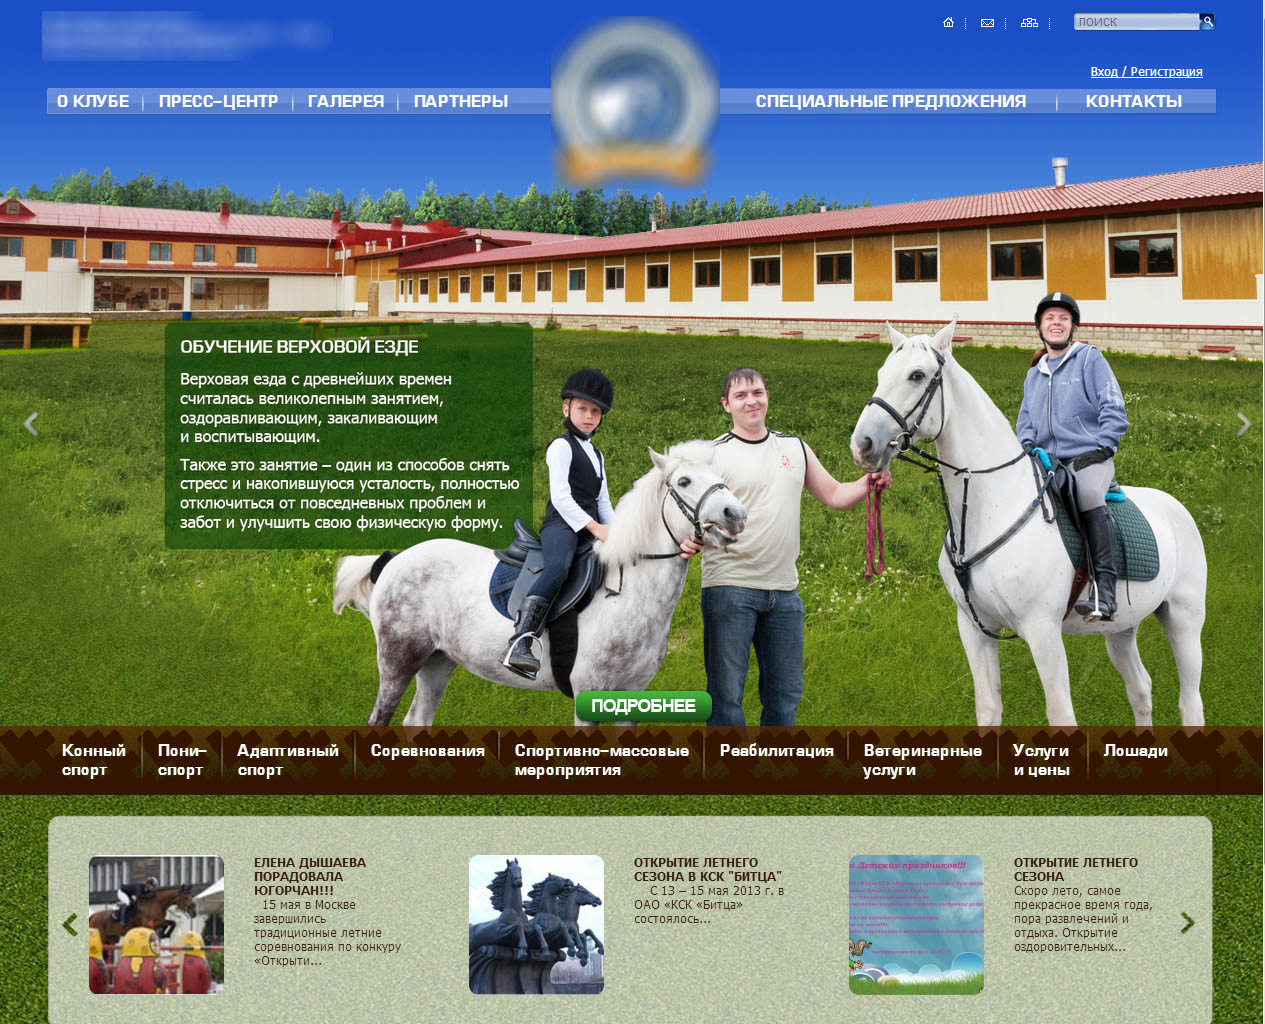 ПОИСК
Вход / Регистрация
О КЛУБЕ
ПРЕСС-ЦЕНТР
ГАЛЕРЕЯ
ПАРТНЕРЫ
СПЕЦИАЛЬНЫЕ ПРЕДЛОЖЕНИЯ
КОНТАКТЫ
ОБУЧЕНИЕ ВЕРХОВОЙ ЕЗДЕ
Верховая езда с древнейших времен
считалась великолепным занятием,
оздоравливающим, закаливающим
и воспитывающим.
Также это занятие – один из способов снять
стресс и накопившуюся усталость, полностью
отключиться от повседневных проблем и
забот и улучшить свою физическую форму.
ПОДРОБНЕЕ
Конный
спорт
Пони-
спорт
Адаптивный
спорт
Соревнования
Спортивно-массовые
мероприятия
Реабилитация
Ветеринарные
услуги
Услуги
и цены
Лошади
ЕЛЕНА ДЫШАЕВА
ПОРАДОВАЛА
ЮГОРЧАН!!!
15 мая в Москве
завершились
традиционные летние
соревнования по конкуру
«Открыти...
ОТКРЫТИЕ ЛЕТНЕГО
СЕЗОНА В КСК "БИТЦА"
С 13 – 15 мая 2013 г. в
ОАО «КСК «Битца»
состоялось...
и Детских праздников!!!
ОТКРЫТИЕ ЛЕТНЕГО
СЕЗОНА
Скоро лето, самое
прекрасное время года,
пора развлечений и
отдыха. Открытие
оздоровительных...